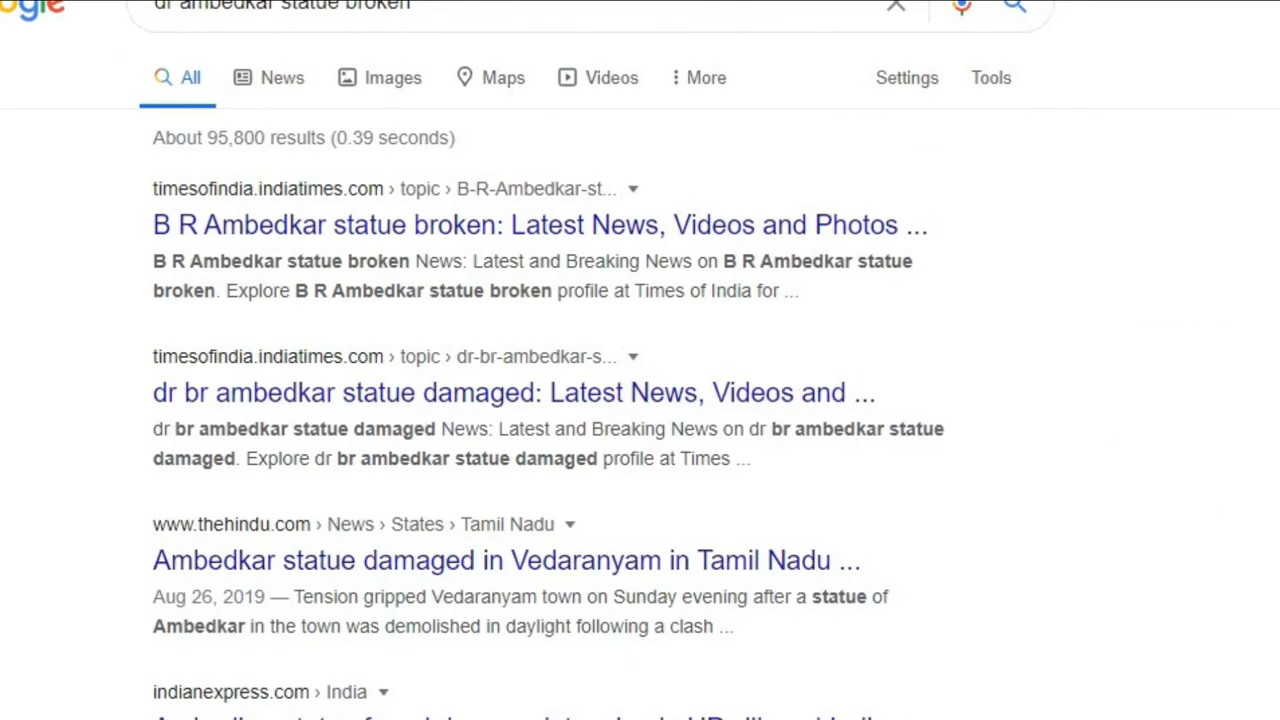 dr ambedkar statue broken
All News Images Maps Videos More Settings Tools
About 95,800 results (0.39 seconds)
timesofindia.indiatimes.com › topic › B-R-Ambedkar-st...
B R Ambedkar statue broken: Latest News, Videos and Photos ...
B R Ambedkar statue broken News: Latest and Breaking News on B R Ambedkar statue
broken. Explore B R Ambedkar statue broken profile at Times of India for ...
timesofindia.indiatimes.com › topic › dr-br-ambedkar-s...
dr br ambedkar statue damaged: Latest News, Videos and ...
dr br ambedkar statue damaged News: Latest and Breaking News on dr br ambedkar statue
damaged. Explore dr br ambedkar statue damaged profile at Times ...
www.thehindu.com › News › States › Tamil Nadu
Ambedkar statue damaged in Vedaranyam in Tamil Nadu ...
Aug 26, 2019 — Tension gripped Vedaranyam town on Sunday evening after a statue of
Ambedkar in the town was demolished in daylight following a clash ...
indianexpress.com › India